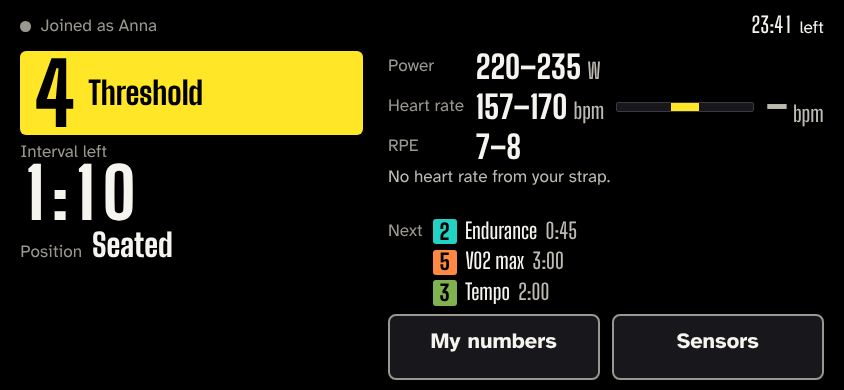 Joined as Anna
23:41 left
4 Threshold
Interval left
1:10
Position Seated
Power 220–235 W
Heart rate 157–170 bpm – bpm
RPE 7–8
No heart rate from your strap.
Next 2 Endurance 0:45
5 VO2 max 3:00
3 Tempo 2:00
My numbers
Sensors